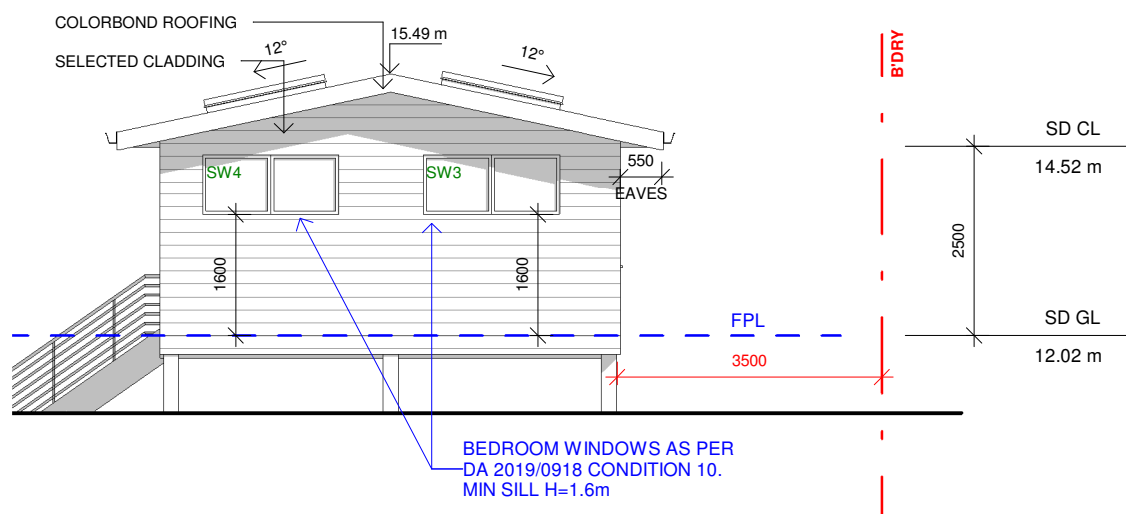 COLORBOND ROOFING
15.49 m
SELECTED CLADDING
12°
12°
B'DRY
SD CL
14.52 m
SW4
SW3
550
EAVES
2500
1600
1600
FPL
SD GL
12.02 m
3500
BEDROOM WINDOWS AS PER
DA 2019/0918 CONDITION 10.
MIN SILL H=1.6m